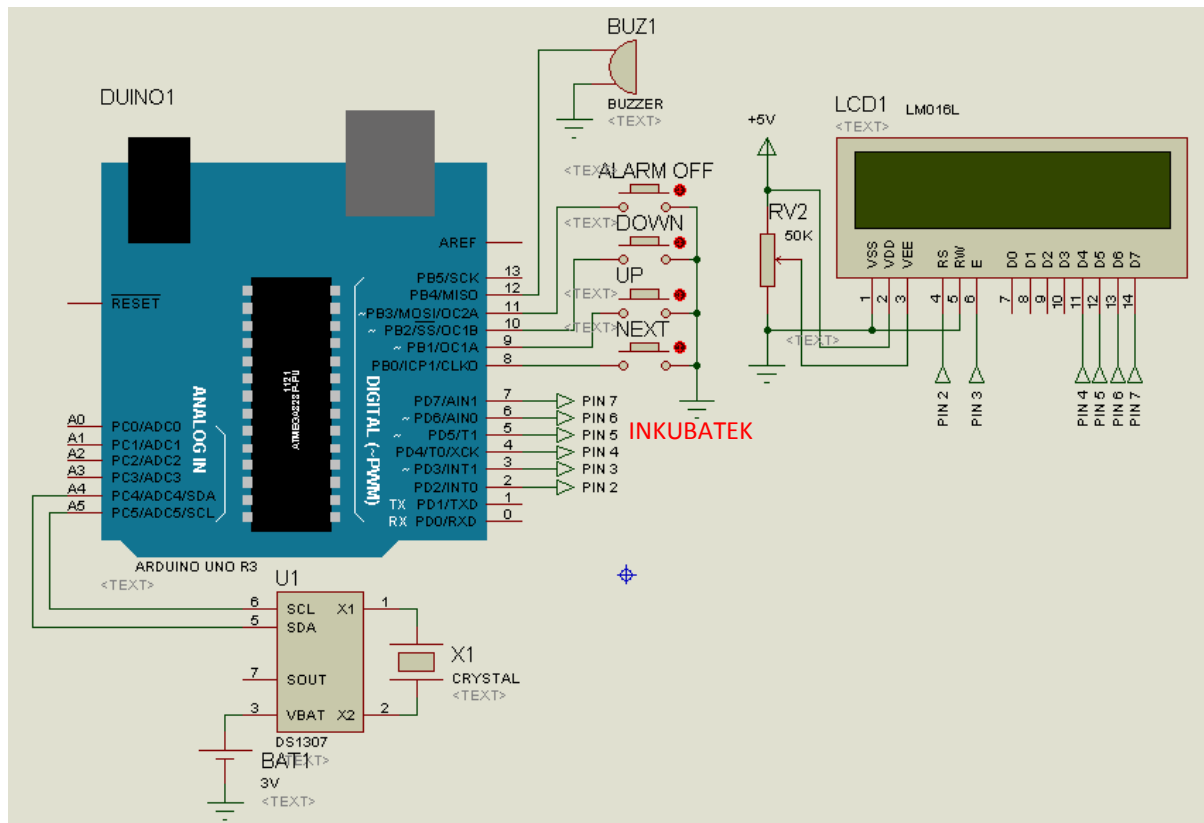 BUZ1
BUZZER
<TEXT>
DUINO1
LCD1
LM016L
<TEXT>
+5V
<TEXT>
RV2
50K
<TEXT>
<TEXT> ALARM OFF
<TEXT> DOWN
UP
NEXT
VSS
VDD
VEE
RS
RW
E
D0
D1
D2
D3
D4
D5
D6
D7
1
2
3
4
5
6
7
8
9
10
11
12
13
14
PIN 2
PIN 3
PIN 4
PIN 5
PIN 6
PIN 7
RESET
AREF
PB5/SCK 13
PB4/MISO 12
~PB3/MOSI/OC2A 11
~ PB2/SS/OC1B 10
~ PB1/OC1A 9
PB0/ICP1/CLKO 8
PD7/AIN1 7 PIN 7
~ PD6/AIN0 6 PIN 6
~ PD5/T1 5 PIN 5
PD4/T0/XCK 4 PIN 4
~ PD3/INT1 3 PIN 3
PD2/INT0 2 PIN 2
TX PD1/TXD 1
RX PD0/RXD 0
INKUBATEK
DIGITAL (~PWM)
ANALOG IN
ATMEGA328P-PU
1121
A0 PC0/ADC0
A1 PC1/ADC1
A2 PC2/ADC2
A3 PC3/ADC3
A4 PC4/ADC4/SDA
A5 PC5/ADC5/SCL
ARDUINO UNO R3
<TEXT>
U1
6 SCL X1 1
5 SDA
7 SOUT
3 VBAT X2 2
DS1307
<TEXT>
X1
CRYSTAL
<TEXT>
BAT1
3V
<TEXT>